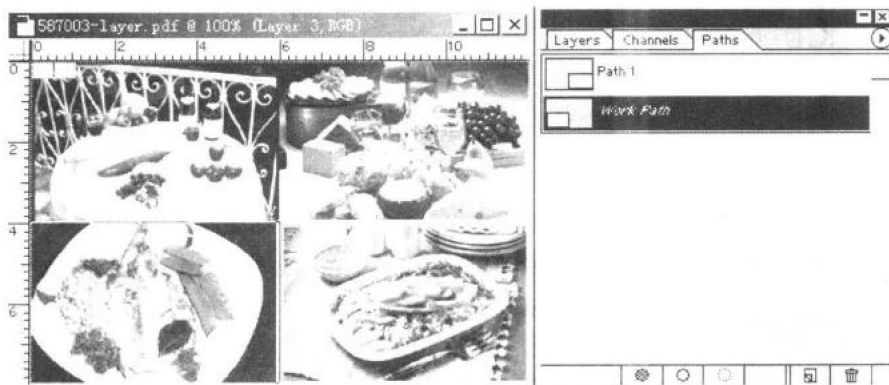 587003-layer.pdf @ 100% (Layer 3,RGB)
0 2 4 6 8 10
0
2
4
6
Layers Channels Paths
Path 1
Work Path